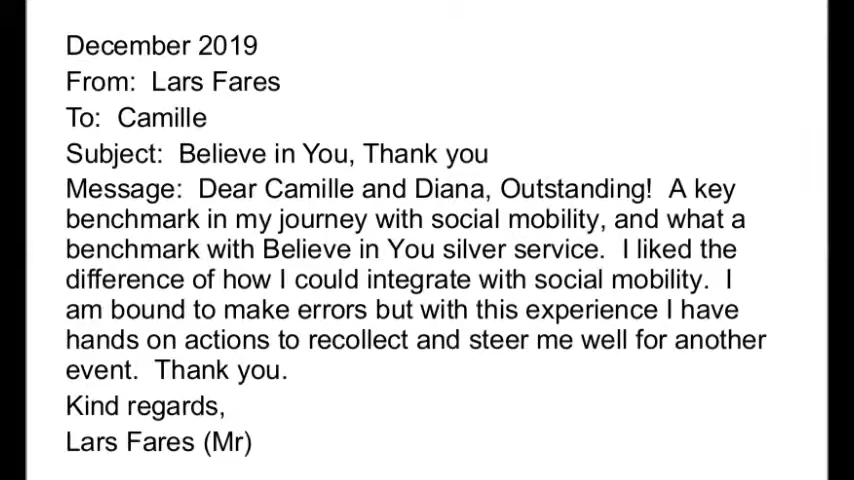 December 2019
From:  Lars Fares
To:  Camille
Subject:  Believe in You, Thank you
Message:  Dear Camille and Diana, Outstanding!  A key
benchmark in my journey with social mobility, and what a
benchmark with Believe in You silver service.  I liked the
difference of how I could integrate with social mobility.  I
am bound to make errors but with this experience I have
hands on actions to recollect and steer me well for another
event.  Thank you.
Kind regards,
Lars Fares (Mr)